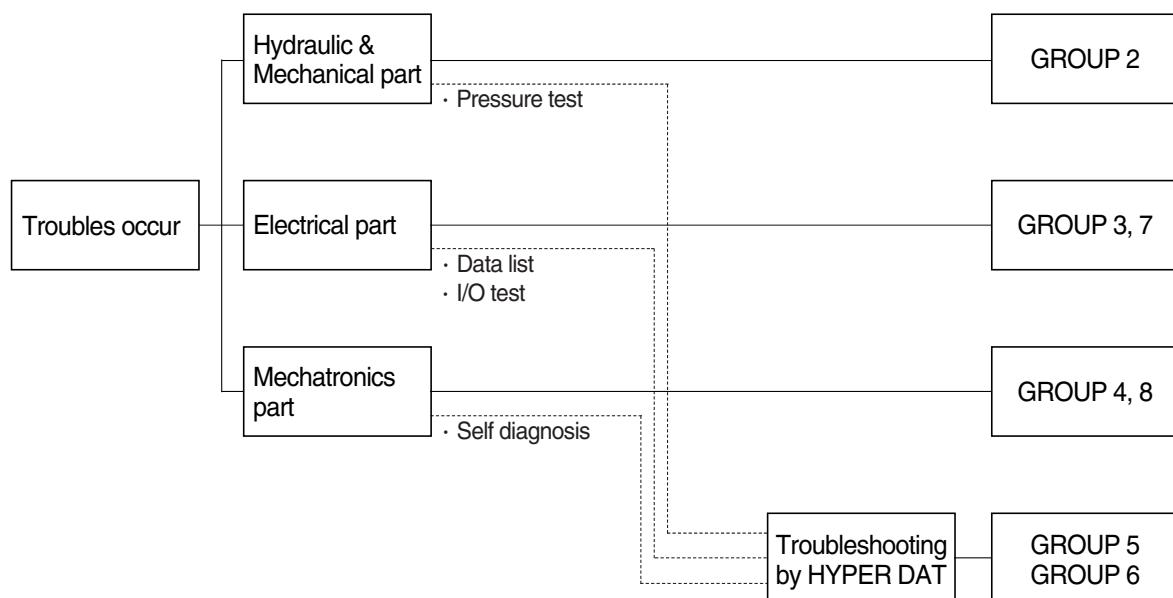 Hydraulic &
Mechanical part
GROUP 2
· Pressure test
Troubles occur
Electrical part
GROUP 3, 7
· Data list
· I/O test
Mechatronics
part
GROUP 4, 8
· Self diagnosis
Troubleshooting
by HYPER DAT
GROUP 5
GROUP 6